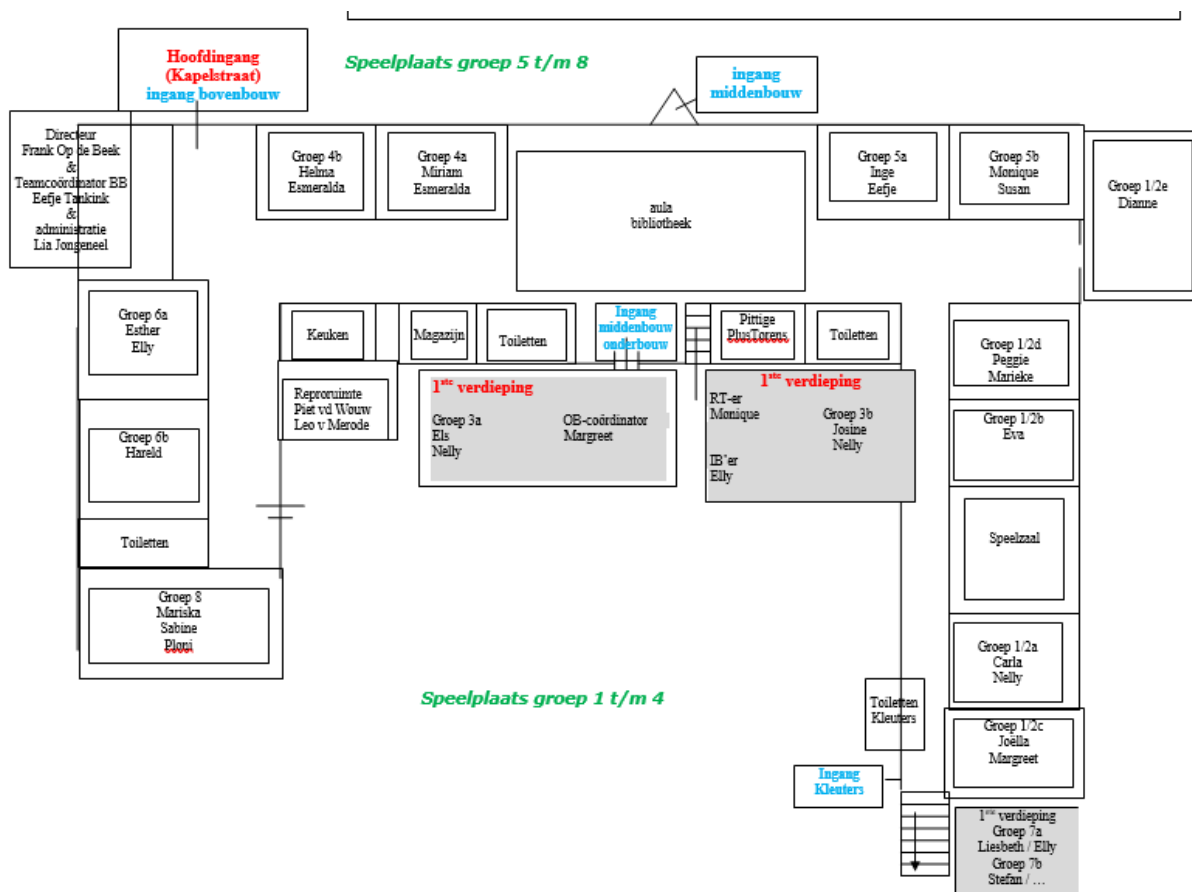 Hoofdingang
(Kapelstraat)
ingang bovenbouw
Speelplaats groep 5 t/m 8
ingang
middenbouw
Directeur
Frank Op de Beek
&
Teamcoördinator BB
Eefje Tankink
&
administratie
Lia Jongeneel
Groep 4b
Helma
Esmeralda
Groep 4a
Miriam
Esmeralda
aula
bibliotheek
Groep 5a
Inge
Eefje
Groep 5b
Monique
Susan
Groep 1/2e
Dianne
Groep 6a
Esther
Elly
Keuken
Magazijn
Toiletten
Ingang
middenbouw
onderbouw
Pittige
PlusTorens
Toiletten
Groep 1/2d
Peggie
Marieke
Reproruimte
Piet vd Wouw
Leo v Merode
1ste verdieping
Groep 3a
Els
Nelly
OB-coördinator
Margreet
1ste verdieping
RT-er
Monique
IB'er
Elly
Groep 3b
Josine
Nelly
Groep 1/2b
Eva
Groep 6b
Hareld
Toiletten
Speelzaal
Groep 8
Mariska
Sabine
Ploni
Groep 1/2a
Carla
Nelly
Speelplaats groep 1 t/m 4
Toiletten
Kleuters
Groep 1/2c
Joëlla
Margreet
Ingang
Kleuters
1ste verdieping
Groep 7a
Liesbeth / Elly
Groep 7b
Stefan / ...